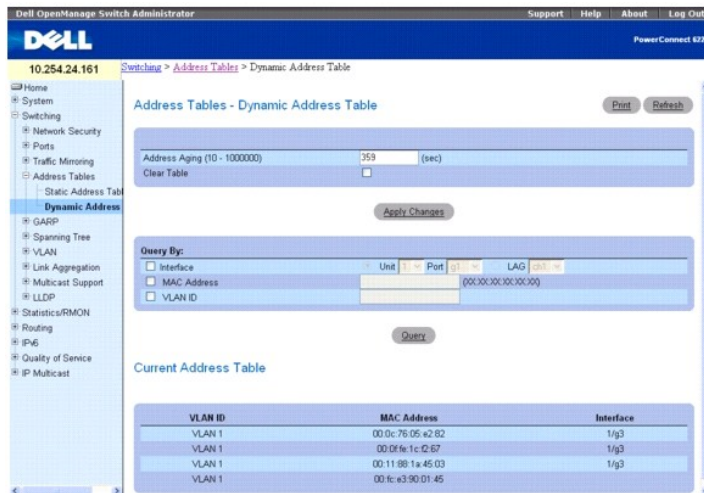 Dell OpenManage Switch Administrator Support Help About Log Out
DELL
PowerConnect 622
10.254.24.161
Switching > Address Tables > Dynamic Address Table
Home
System
Switching
Network Security
Ports
Traffic Mirroring
Address Tables
Static Address Tabl
Dynamic Address
GARP
Spanning Tree
VLAN
Link Aggregation
Multicast Support
LLDP
Statistics/RMON
Routing
IPv6
Quality of Service
IP Multicast
Address Tables - Dynamic Address Table
Print Refresh
Address Aging (10 - 1000000) 359 (sec)
Clear Table
Apply Changes
Query By:
Interface Unit 1 Port g1 LAG ch1
MAC Address (XX:XX:XX:XX:XX:XX)
VLAN ID
Query
Current Address Table
VLAN ID MAC Address Interface
VLAN 1 00:0c:76:05:e2:82 1/g3
VLAN 1 00:0f:fe:1c:f2:67 1/g3
VLAN 1 00:11:88:1a:45:03 1/g3
VLAN 1 00:fc:e3:90:01:45